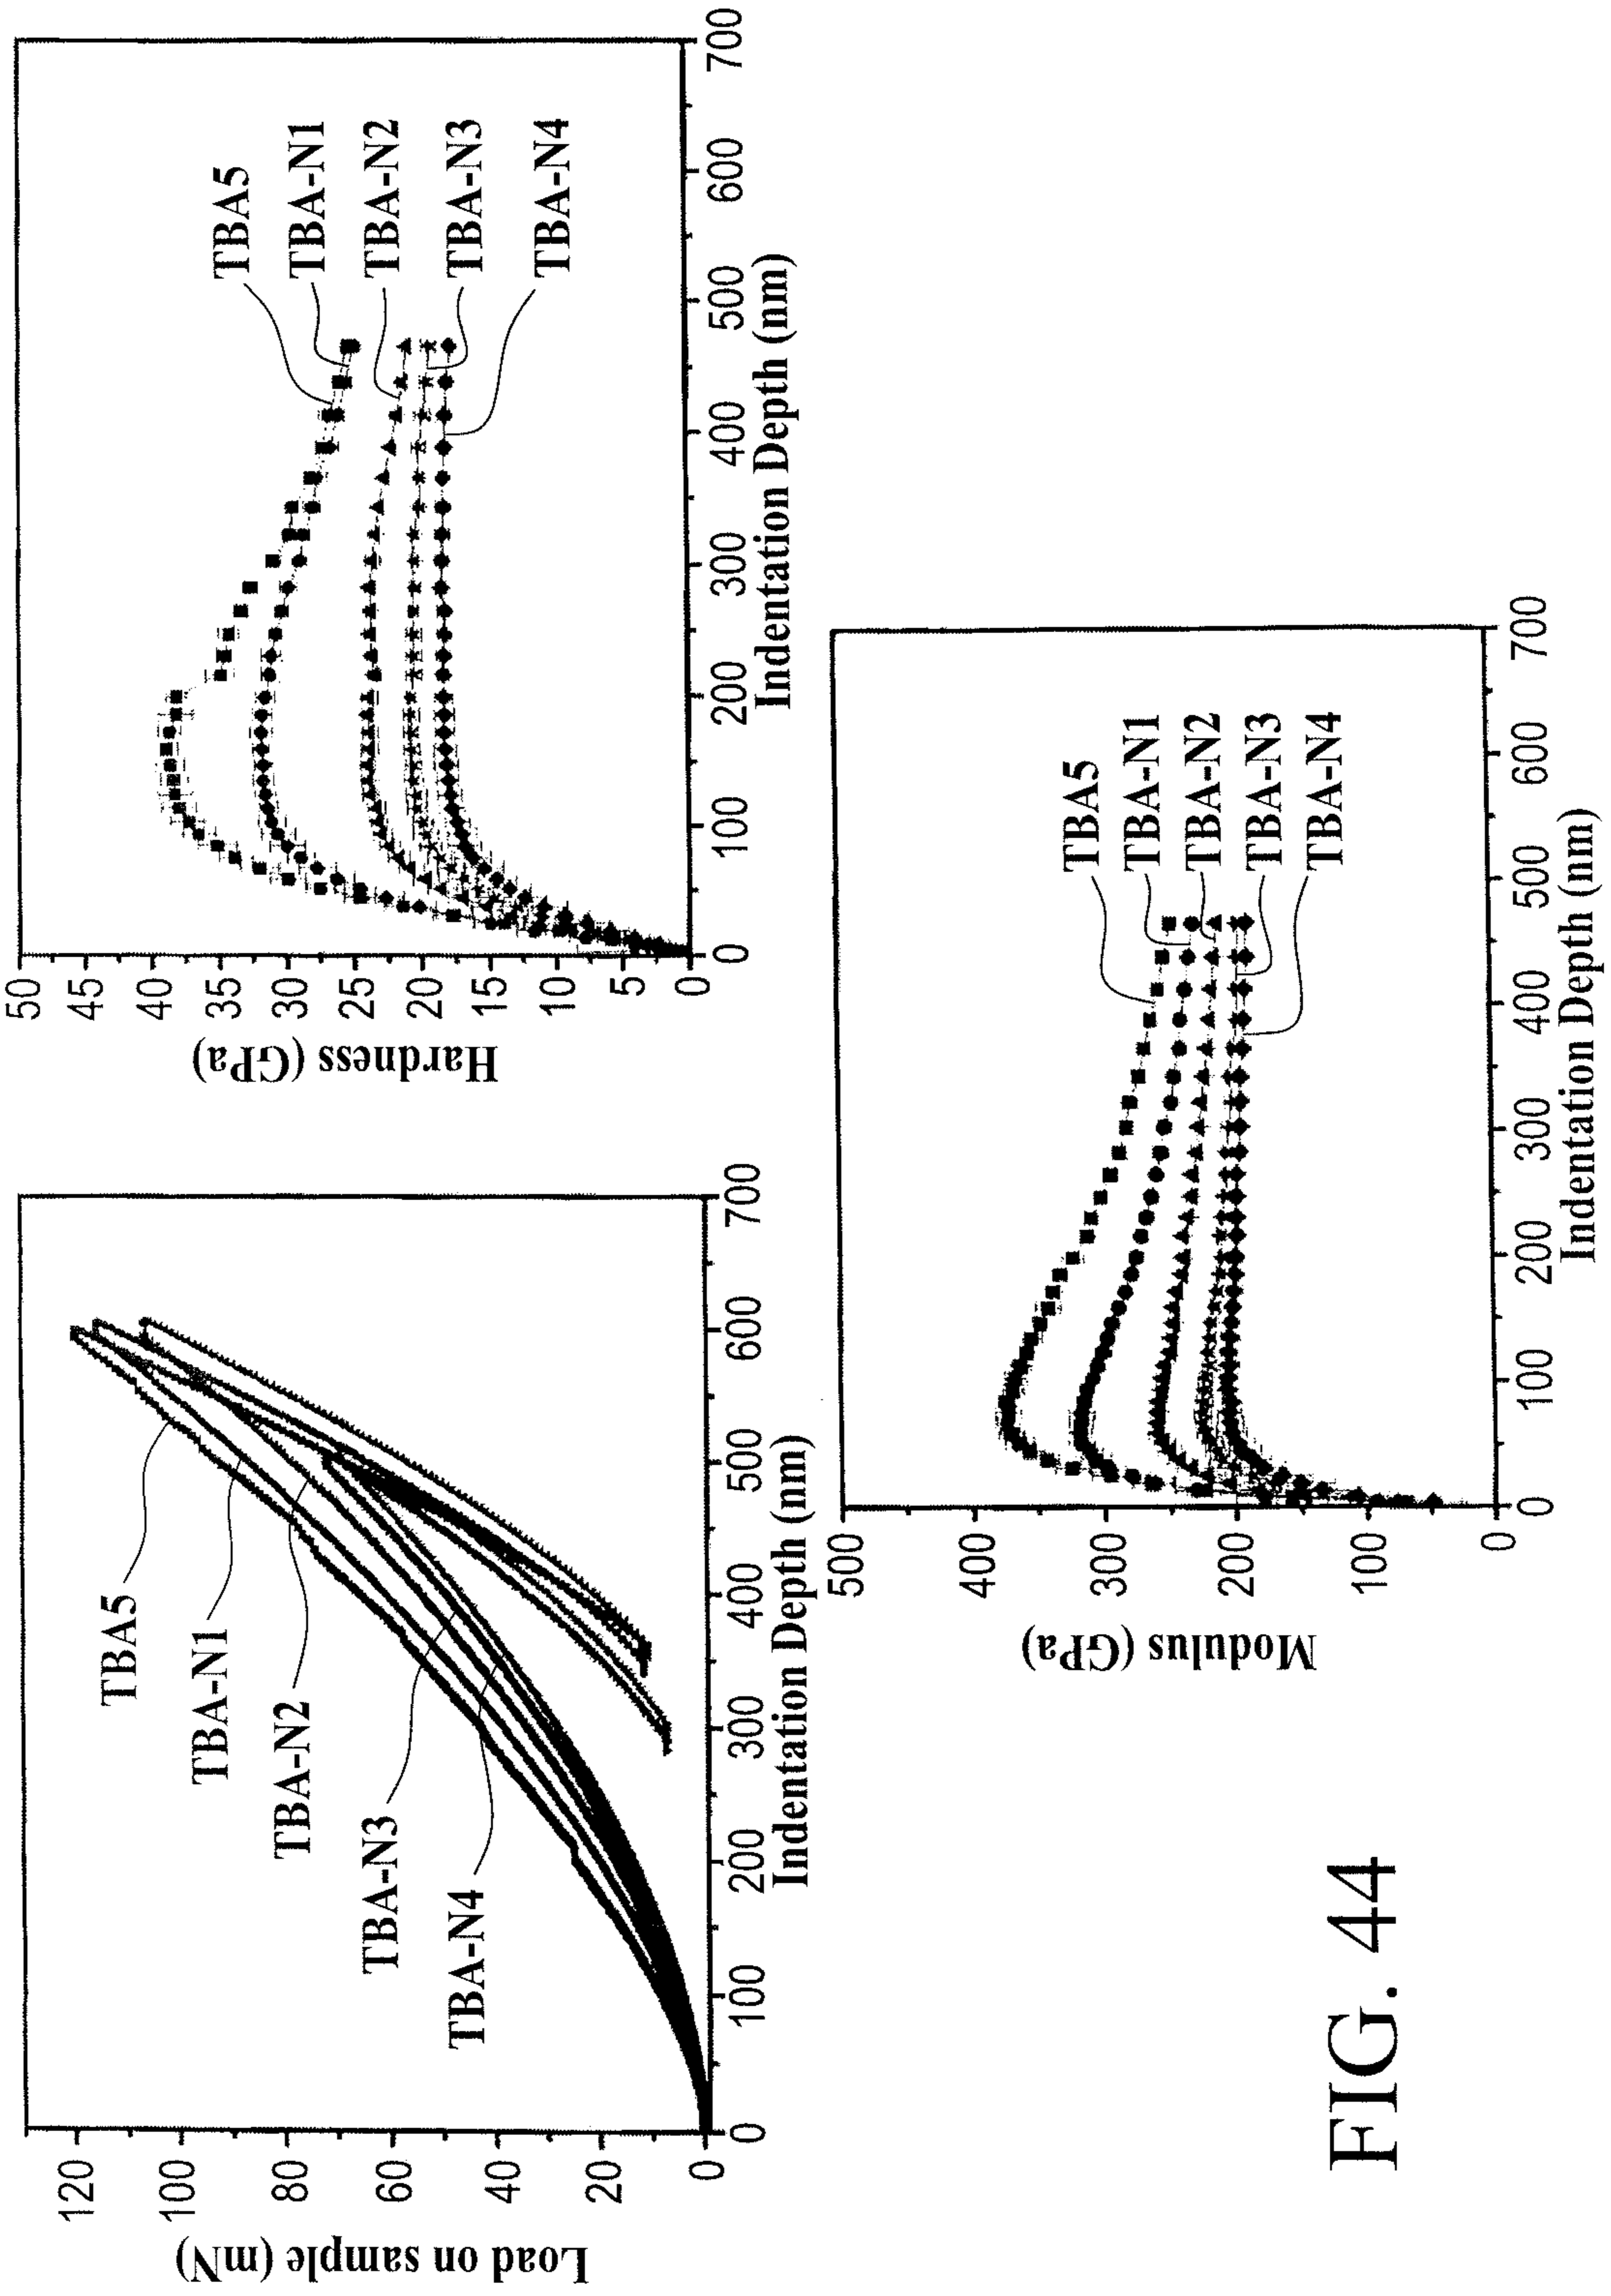 120
100
80
60
40
20
0
Load on sample (mN)
0
100
200
300
400
500
600
700
Indentation Depth (nm)
TBA5
TBA-N1
TBA-N2
TBA-N3
TBA-N4
50
45
40
35
30
25
20
15
10
5
0
Hardness (GPa)
0
100
200
300
400
500
600
700
Indentation Depth (nm)
TBA5
TBA-N1
TBA-N2
TBA-N3
TBA-N4
500
400
300
200
100
0
Modulus (GPa)
0
100
200
300
400
500
600
700
Indentation Depth (nm)
TBA5
TBA-N1
TBA-N2
TBA-N3
TBA-N4
FIG. 44